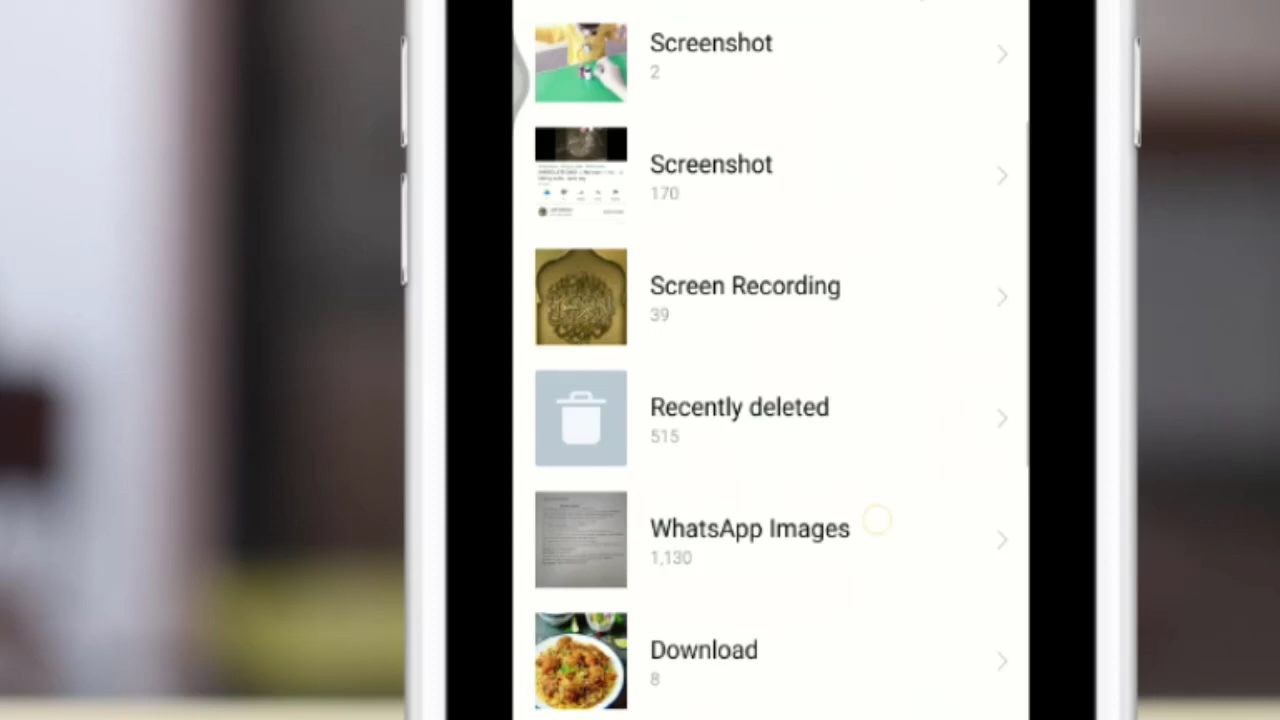 Screenshot
2
Screenshot
170
Screen Recording
39
Recently deleted
515
WhatsApp Images
1,130
Download
8